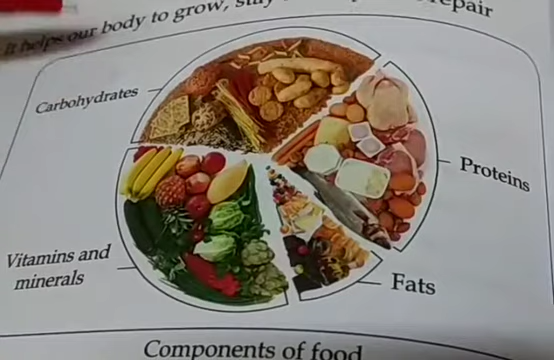 It helps our body to grow, repair
Carbohydrates
Proteins
Vitamins and
minerals
Fats
Components of food